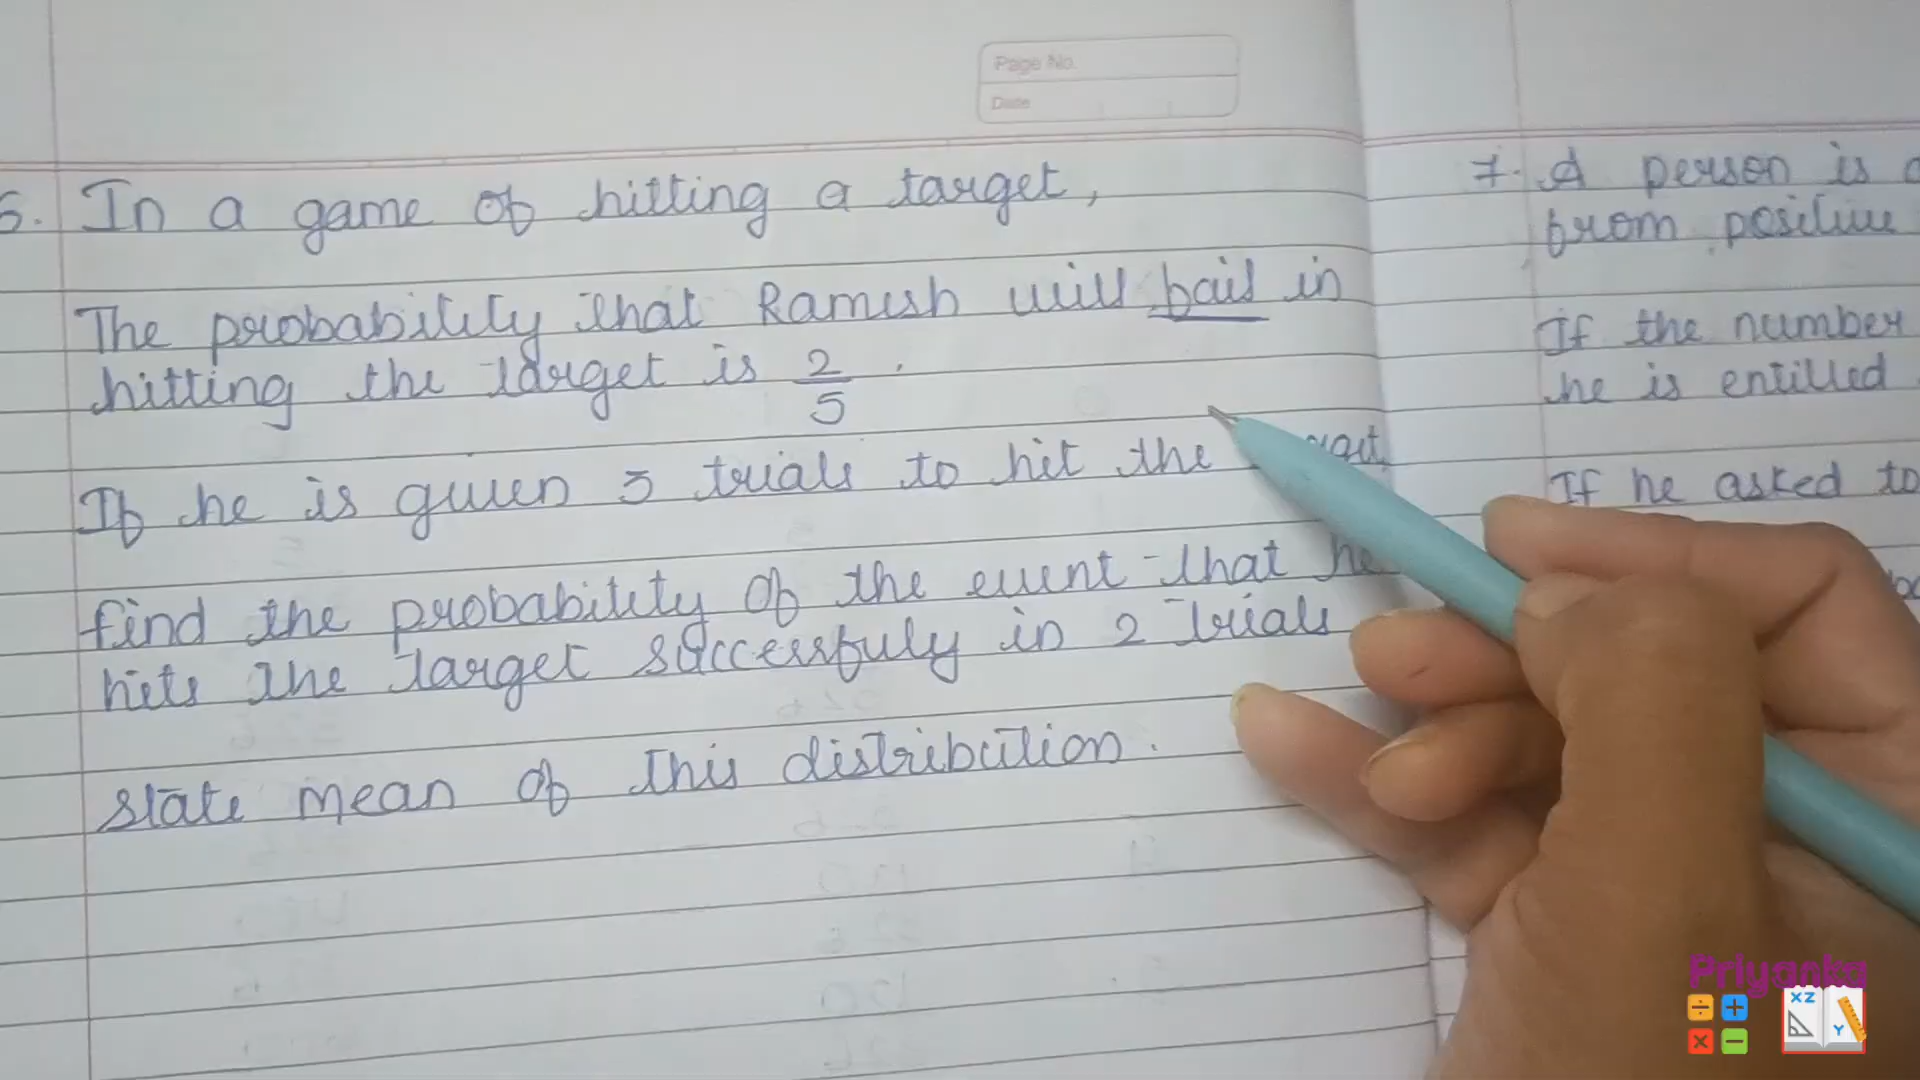 Page No.
Date
6. In a game of hitting a target,
The probability that Ramesh will fail in
hitting the target is 2/5 .
If he is given 3 trials to hit the
find the probability of the event that he
hits the target successfuly in 2 trials
state mean of this distribution.
7. A person is
from positive
If the number
he is entilled
If he asked to
Priyanka
XZ
Y